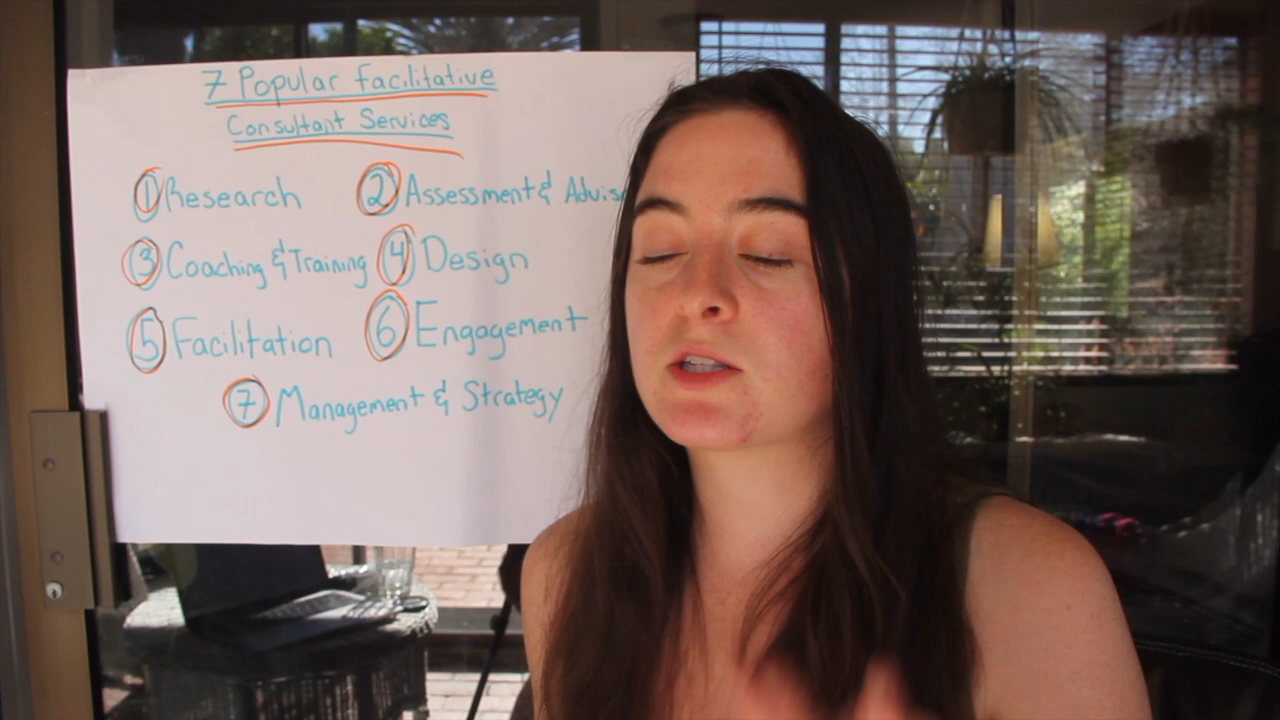 7 Popular Facilitative
Consultant Services
1 Research 2 Assessment & 
3 Coaching & Training 4 Design
5 Facilitation 6 Engagement
7 Management & Strategy